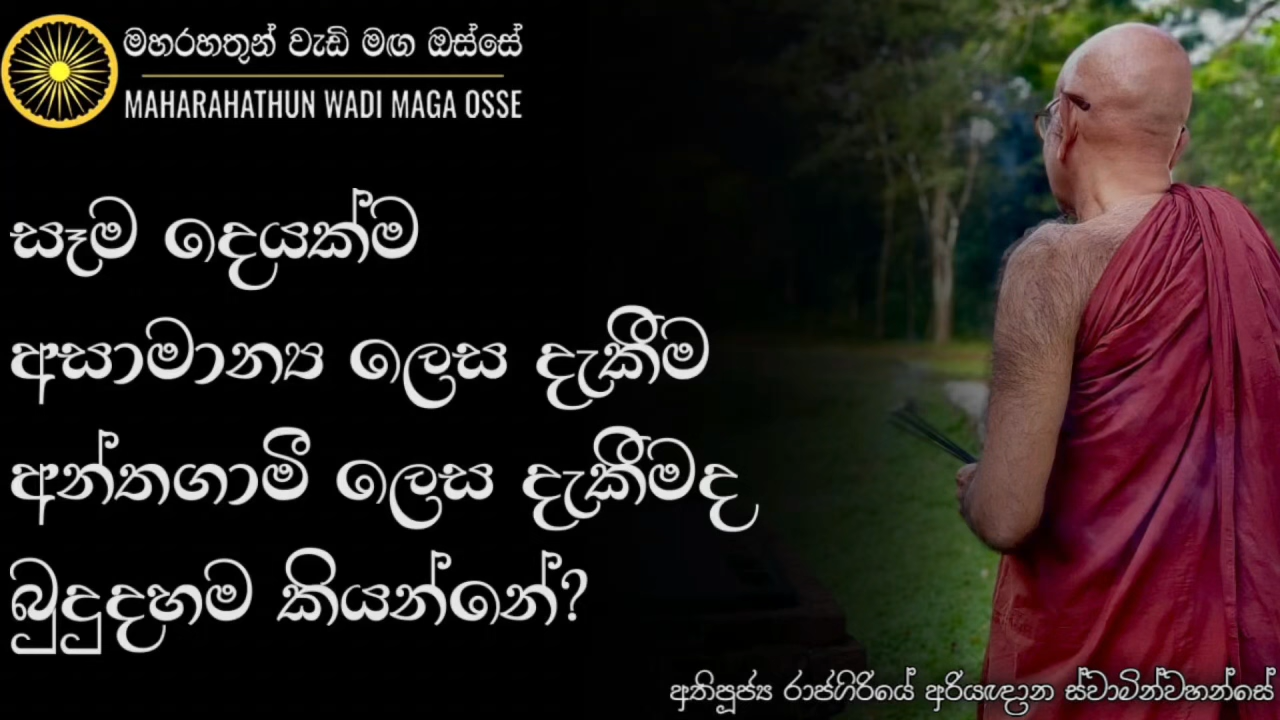 මහරහතුන් වැඩි මඟ ඔස්සේ
MAHARAHATHUN WADI MAGA OSSE
සෑම දෙයක්ම
අසාමාන්‍ය ලෙස දැකීම
අන්තගාමී ලෙස දැකීමද
බුදුදහම කියන්නේ?
අතිපූජ්‍ය රාජගිරියේ අරියඥාන ස්වාමින්වහන්සේ